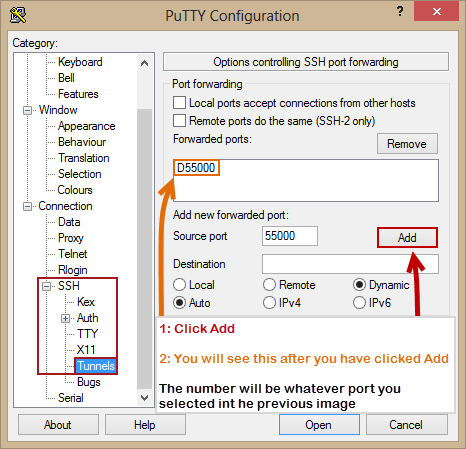 PuTTY Configuration
?
Category:
Keyboard
Bell
Features
Window
Appearance
Behaviour
Translation
Selection
Colours
Connection
Data
Proxy
Telnet
Rlogin
SSH
Kex
Auth
TTY
X11
Tunnels
Bugs
Serial
Options controlling SSH port forwarding
Port forwarding
Local ports accept connections from other hosts
Remote ports do the same (SSH-2 only)
Forwarded ports:
Remove
D55000
Add new forwarded port:
Source port
55000
Add
Destination
Local
Remote
Dynamic
Auto
IPv4
IPv6
1: Click Add
2: You will see this after you have clicked Add
The number will be whatever port you
selected int he previous image
About
Help
Open
Cancel